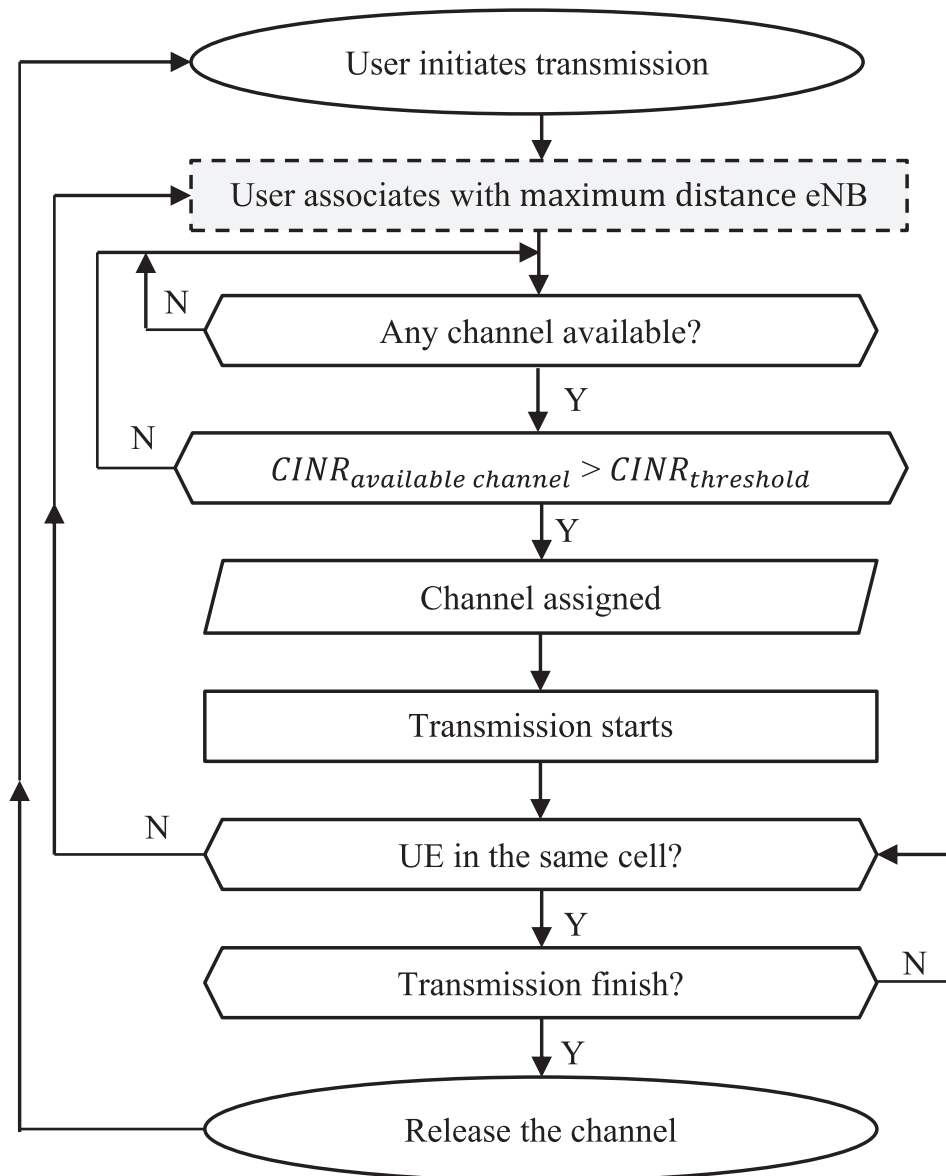 User initiates transmission
User associates with maximum distance eNB
N
Any channel available?
Y
N
CINR_available channel > CINR_threshold
Y
Channel assigned
Transmission starts
N
UE in the same cell?
Y
Transmission finish?
N
Y
Release the channel